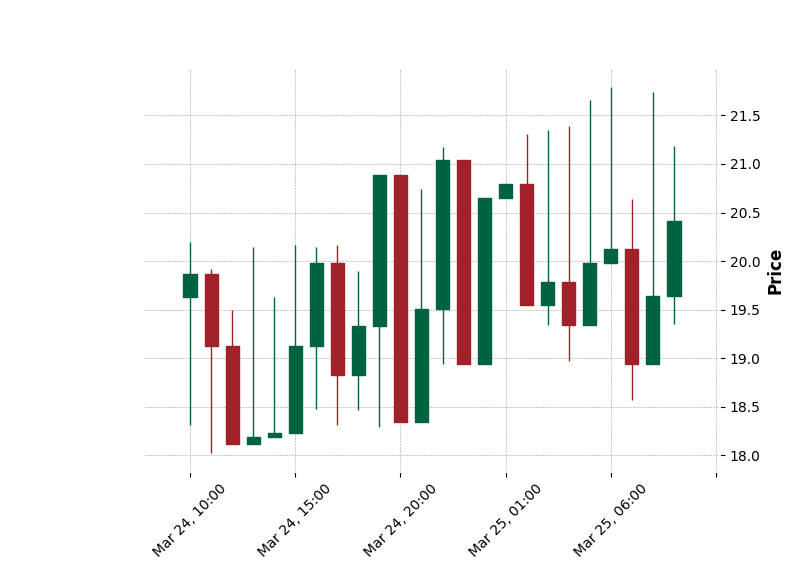 21.5
21.0
20.5
20.0
19.5
19.0
18.5
18.0
Price
Mar 24, 10:00
Mar 24, 15:00
Mar 24, 20:00
Mar 25, 01:00
Mar 25, 06:00